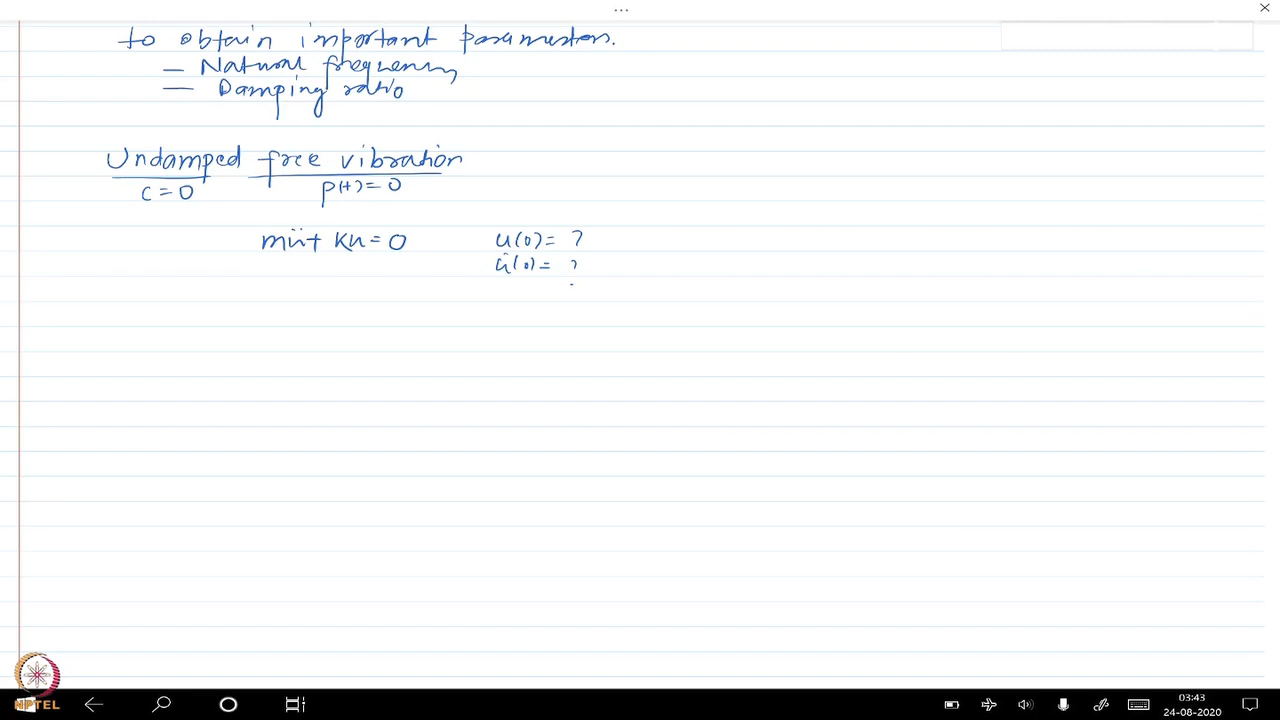 to obtain important parameters.
— Natural frequency
— Damping ratio
Undamped free vibration
c = 0 p(t) = 0
mü + ku = 0 u(0) = ?
u̇(0) = ?
NPTEL
03:43
24-08-2020